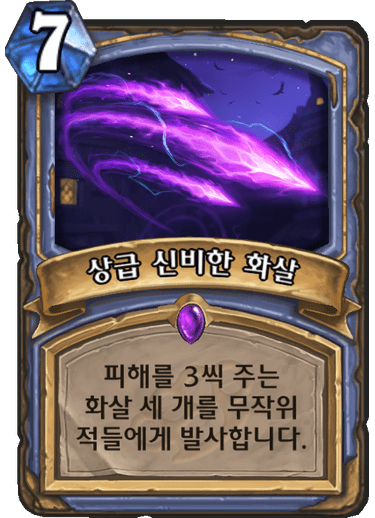 7
상급 신비한 화살
피해를 3씩 주는
화살 세 개를 무작위
적들에게 발사합니다.